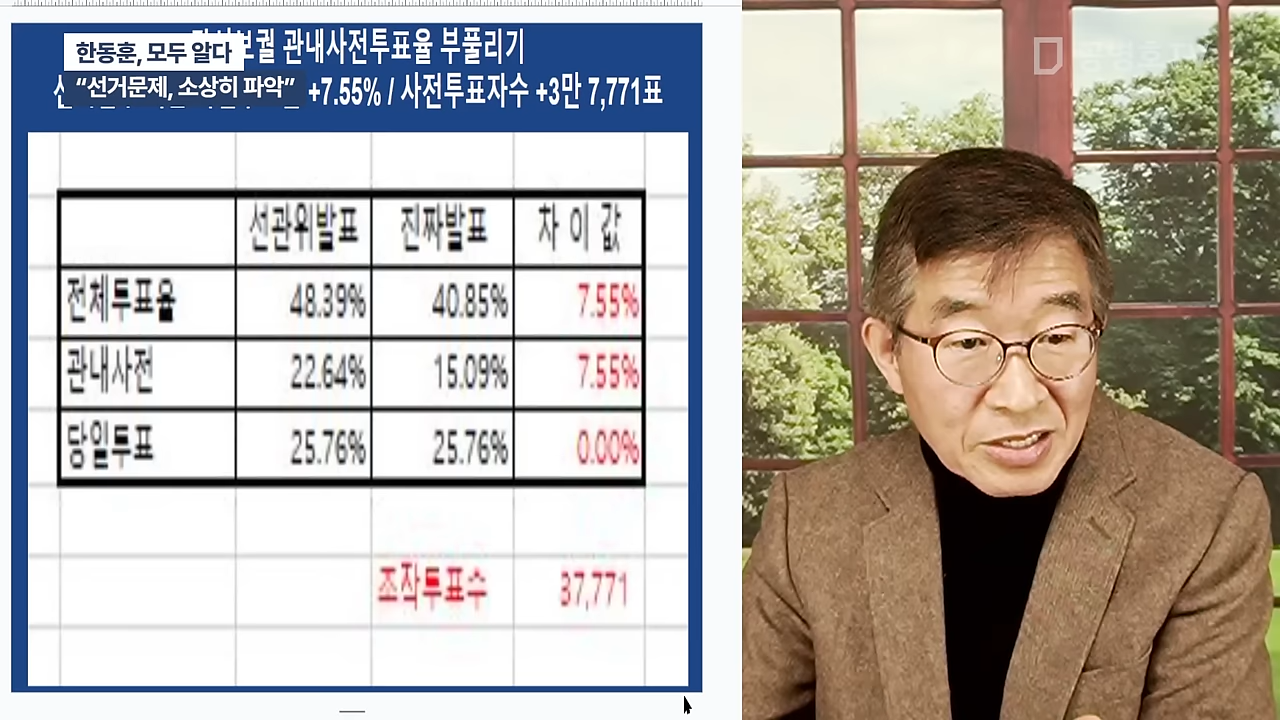 한동훈, 모두 알다
관내사전투표율 부풀리기
“선거문제, 소상히 파악”
+7.55% / 사전투표자수 +3만 7,771표
선관위발표 진짜발표 차 이 값
전체투표율 48.39% 40.85% 7.55%
관내사전 22.64% 15.09% 7.55%
당일투표 25.76% 25.76% 0.00%
조작투표수 37,771